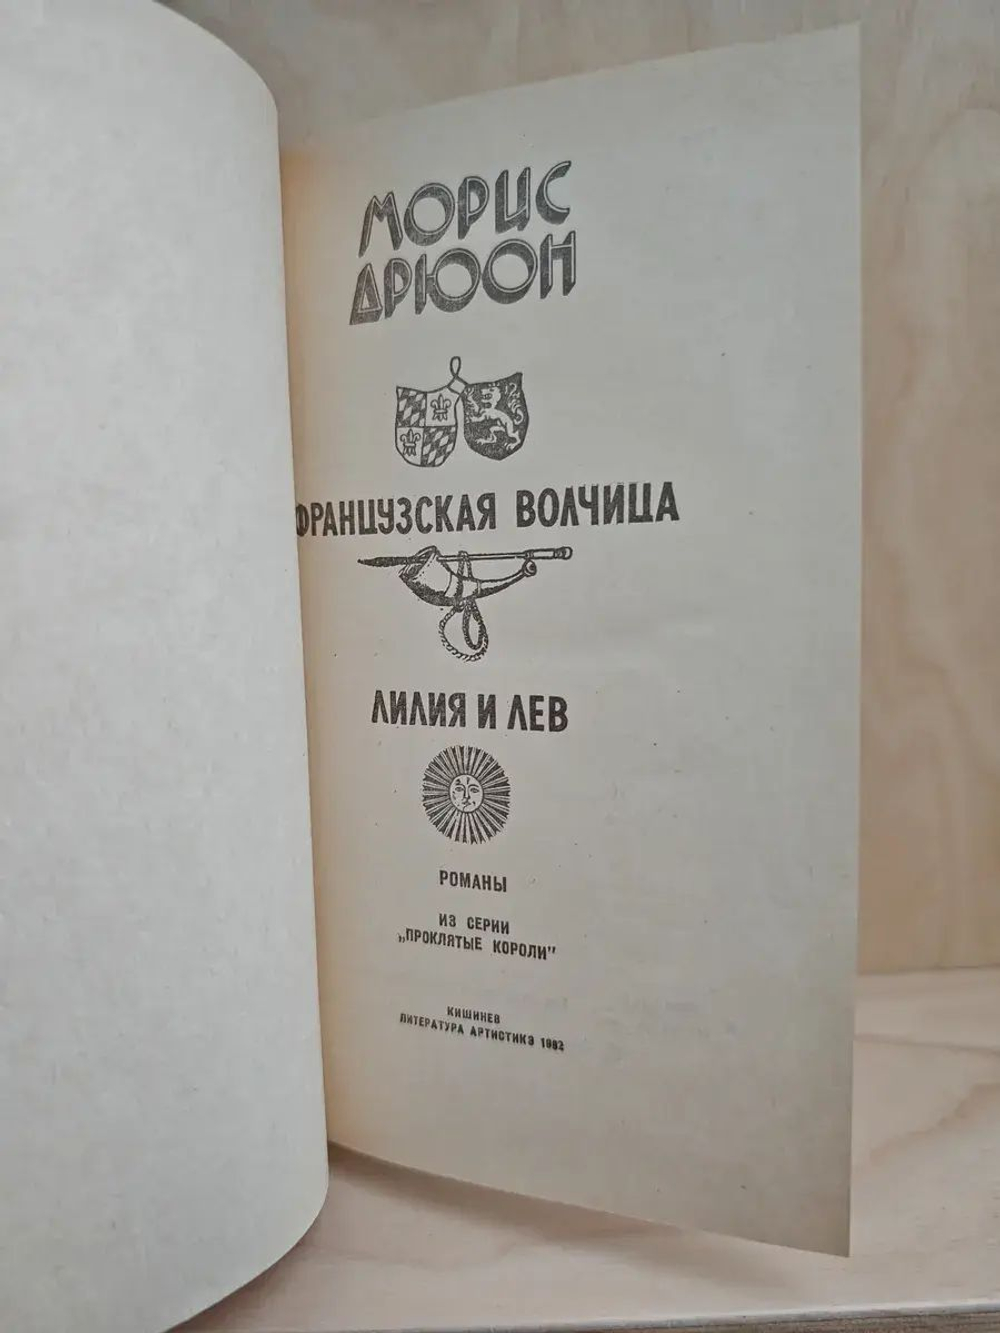 МОРИС
ДРЮОН
ФРАНЦУЗСКАЯ ВОЛЧИЦА
ЛИЛИЯ И ЛЕВ
РОМАНЫ
ИЗ СЕРИИ
„ПРОКЛЯТЫЕ КОРОЛИ"
КИШИНЕВ
ЛИТЕРАТУРА АРТИСТИКЭ 1982